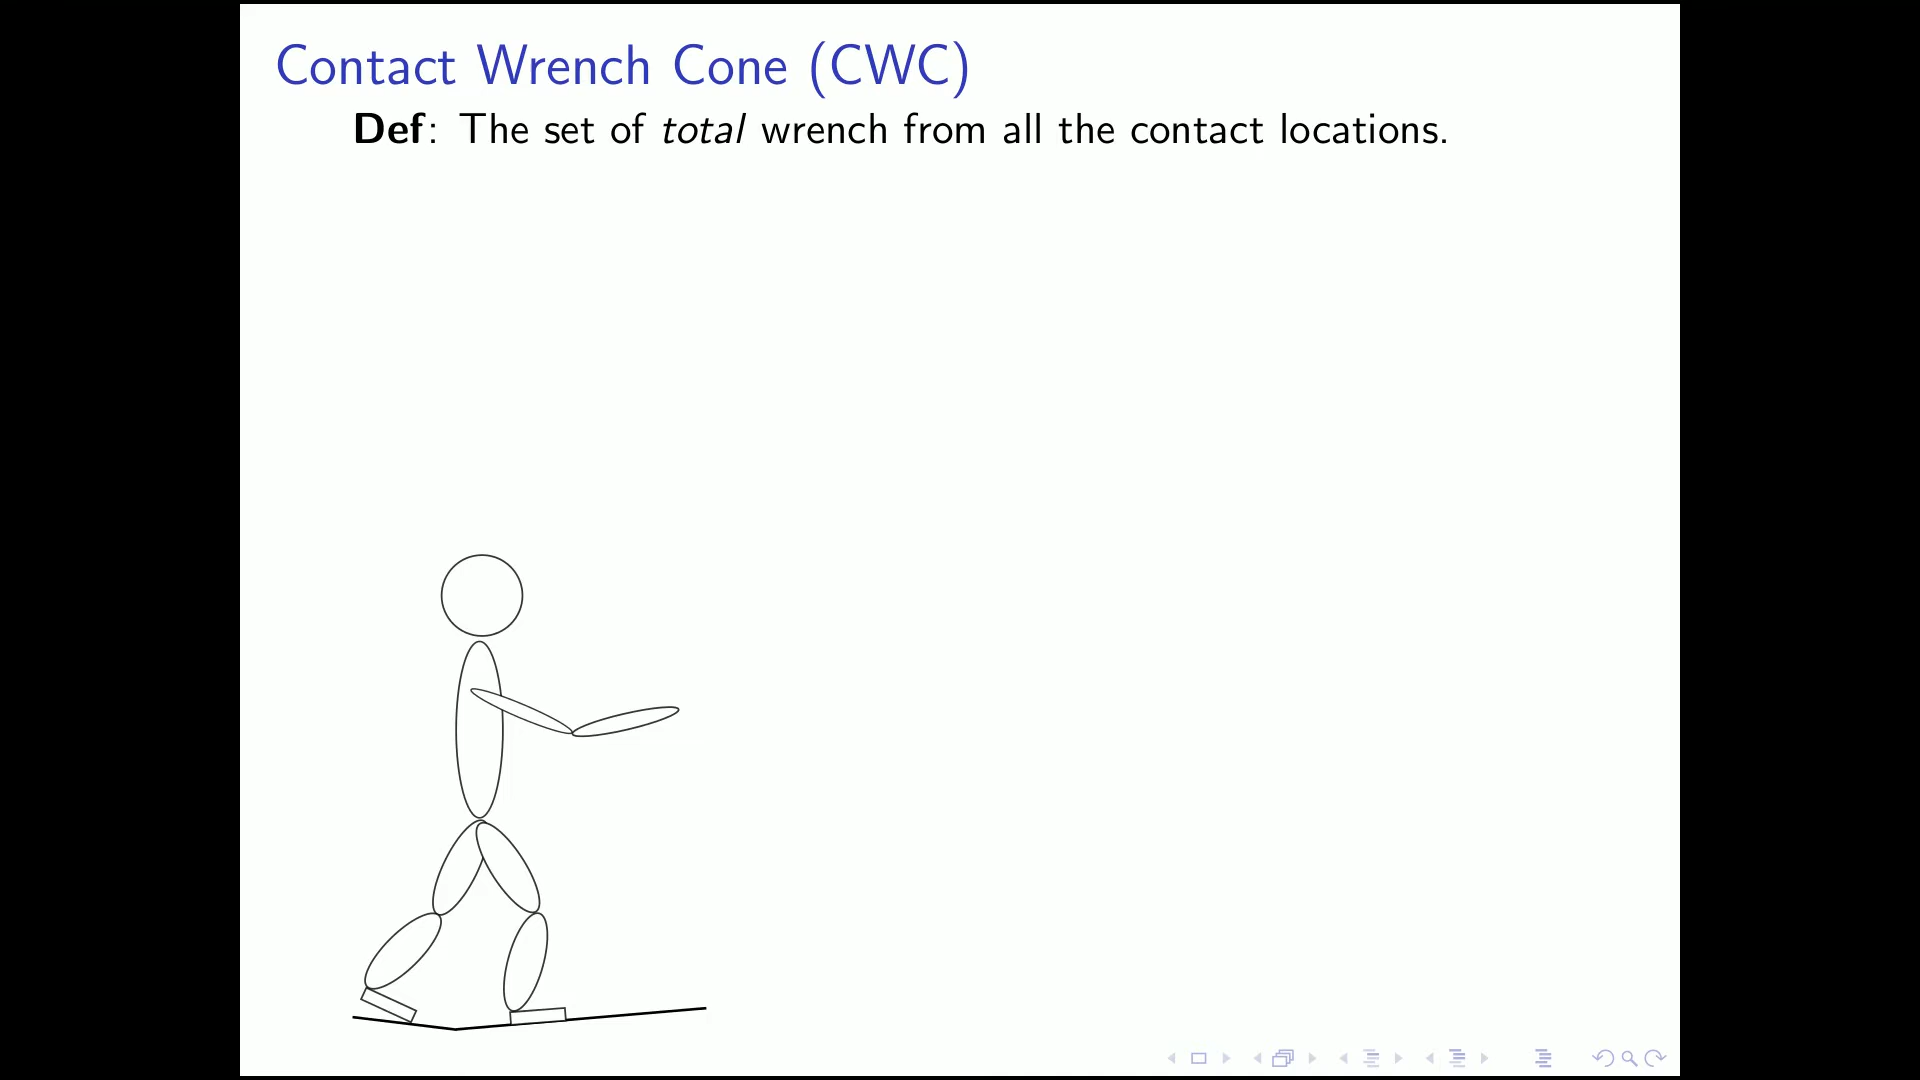 Contact Wrench Cone (CWC)
Def: The set of total wrench from all the contact locations.